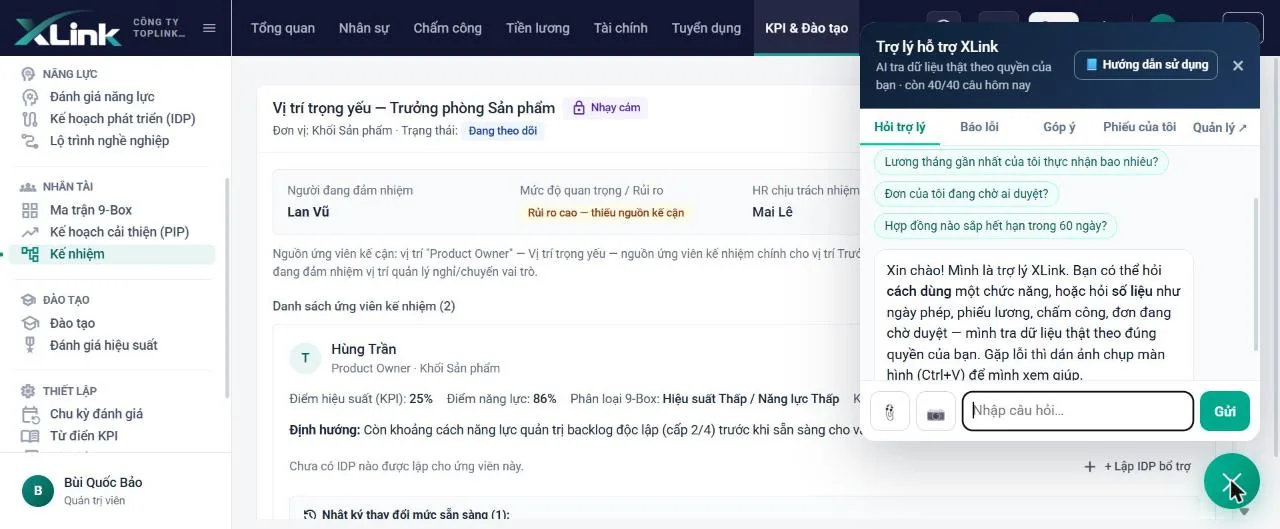 XLink
CÔNG TY
TOPLINK...
Tổng quan
Nhân sự
Chấm công
Tiền lương
Tài chính
Tuyển dụng
KPI & Đào tạo
NĂNG LỰC
Đánh giá năng lực
Kế hoạch phát triển (IDP)
Lộ trình nghề nghiệp
NHÂN TÀI
Ma trận 9-Box
Kế hoạch cải thiện (PIP)
Kế nhiệm
ĐÀO TẠO
Đào tạo
Đánh giá hiệu suất
THIẾT LẬP
Chu kỳ đánh giá
Từ điển KPI
B
Bùi Quốc Bảo
Quản trị viên
Vị trí trọng yếu — Trưởng phòng Sản phẩm
Nhạy cảm
Đơn vị: Khối Sản phẩm · Trạng thái: Đang theo dõi
Người đang đảm nhiệm
Lan Vũ
Mức độ quan trọng / Rủi ro
Rủi ro cao — thiếu nguồn kế cận
HR chịu trách nhiệm
Mai Lê
Nguồn ứng viên kế cận: vị trí "Product Owner" — Vị trí trọng yếu — nguồn ứng viên kế nhiệm chính cho vị trí
đang đảm nhiệm vị trí quản lý nghỉ/chuyển vai trò.
Danh sách ứng viên kế nhiệm (2)
T
Hùng Trần
Product Owner · Khối Sản phẩm
Điểm hiệu suất (KPI): 25% Điểm năng lực: 86% Phân loại 9-Box: Hiệu suất Thấp / Năng lực Thấp
Định hướng: Còn khoảng cách năng lực quản trị backlog độc lập (cấp 2/4) trước khi sẵn sàng cho
Chưa có IDP nào được lập cho ứng viên này.
+ + Lập IDP bổ trợ
Nhật ký thay đổi mức sẵn sàng (1):
Trợ lý hỗ trợ XLink
AI tra dữ liệu thật theo quyền của
bạn · còn 40/40 câu hôm nay
Hướng dẫn sử dụng
Hỏi trợ lý
Báo lỗi
Góp ý
Phiếu của tôi
Quản lý ↗
Lương tháng gần nhất của tôi thực nhận bao nhiêu?
Đơn của tôi đang chờ ai duyệt?
Hợp đồng nào sắp hết hạn trong 60 ngày?
Xin chào! Mình là trợ lý XLink. Bạn có thể hỏi
cách dùng một chức năng, hoặc hỏi số liệu như
ngày phép, phiếu lương, chấm công, đơn đang
chờ duyệt — mình tra dữ liệu thật theo đúng
quyền của bạn. Gặp lỗi thì dán ảnh chụp màn
hình (Ctrl+V) để mình xem giúp.
Nhập câu hỏi...
Gửi